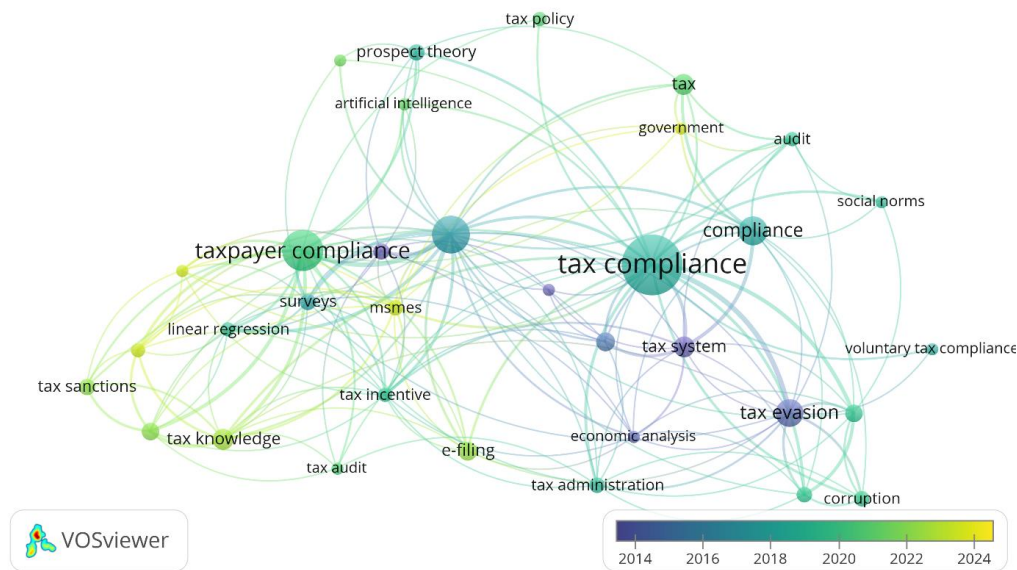 tax policy
prospect theory
tax
artificial intelligence
government
audit
social norms
compliance
taxpayer compliance
tax compliance
surveys
msmes
linear regression
tax system
voluntary tax compliance
tax sanctions
tax incentive
tax evasion
tax knowledge
economic analysis
e-filing
tax audit
tax administration
corruption
VOSviewer
2014 2016 2018 2020 2022 2024